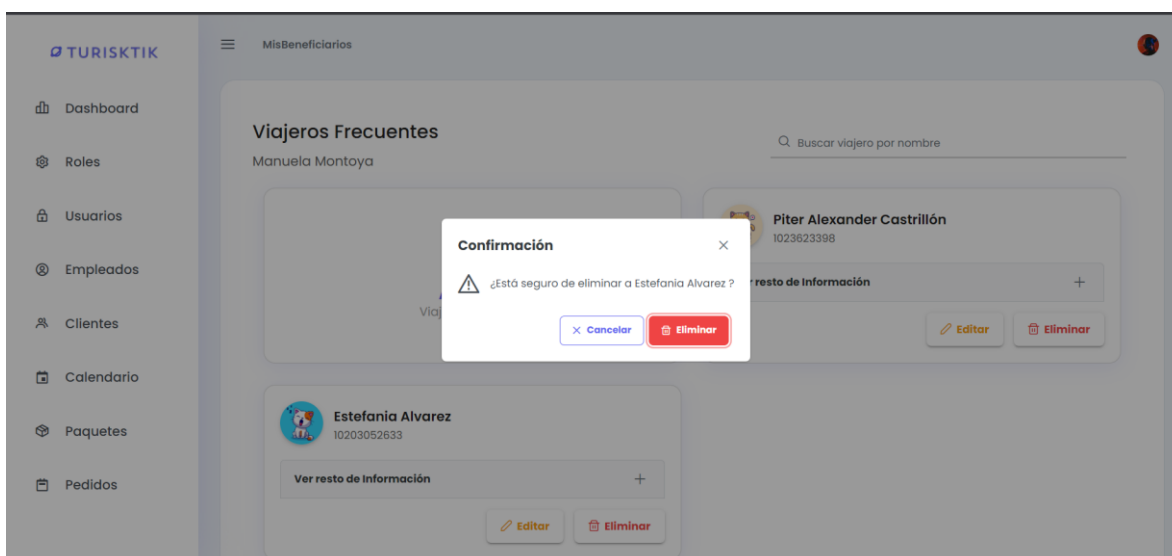 TURISKTIK
MisBeneficiarios
Dashboard
Roles
Usuarios
Empleados
Clientes
Calendario
Paquetes
Pedidos
Viajeros Frecuentes
Manuela Montoya
Buscar viajero por nombre
Piter Alexander Castrillón
1023623398
resto de Información
Editar
Eliminar
Confirmación
¿Está seguro de eliminar a Estefania Alvarez ?
Cancelar
Eliminar
Estefania Alvarez
10203052633
Ver resto de Información
Editar
Eliminar